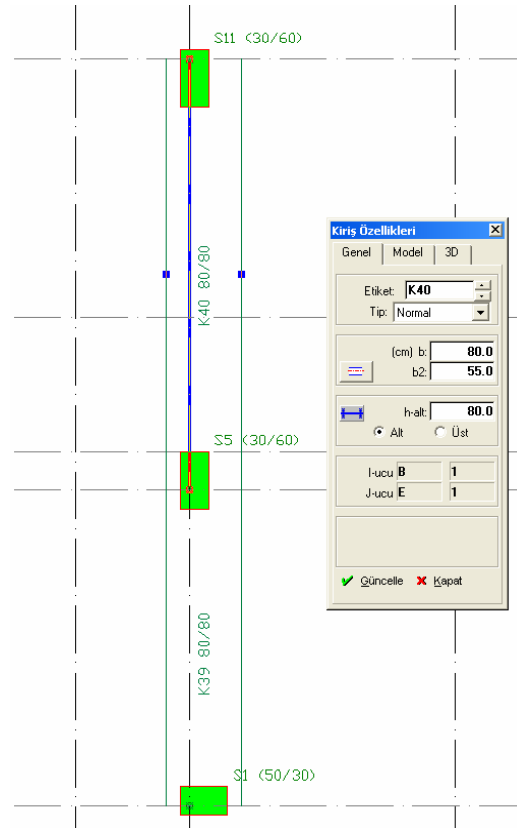 S11 (30/60)
K40 80/80
S5 (30/60)
K39 80/80
S1 (50/30)
Kiriş Özellikleri
Genel Model 3D
Etiket: K40
Tip: Normal
(cm) b: 80.0
b2: 55.0
h-alt: 80.0
Alt Üst
I-ucu B 1
J-ucu E 1
Güncelle Kapat